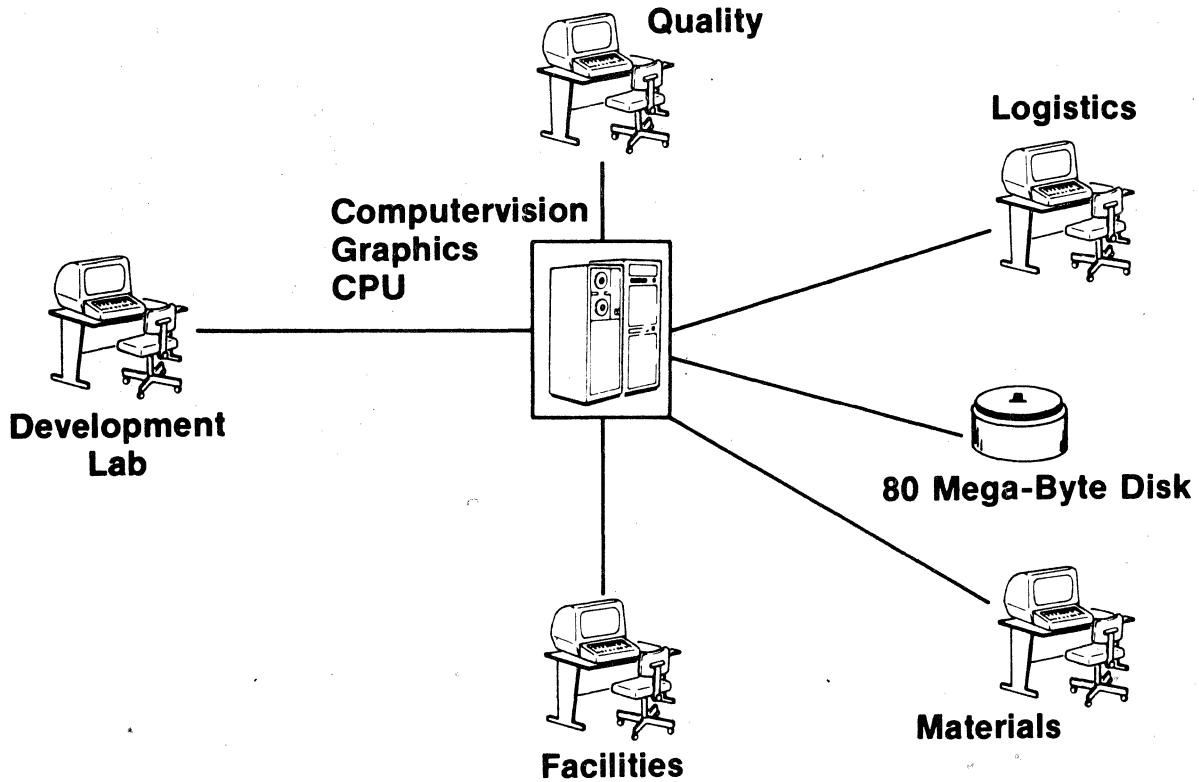 Quality
Logistics
Computervision
Graphics
CPU
Development
Lab
80 Mega-Byte Disk
Materials
Facilities